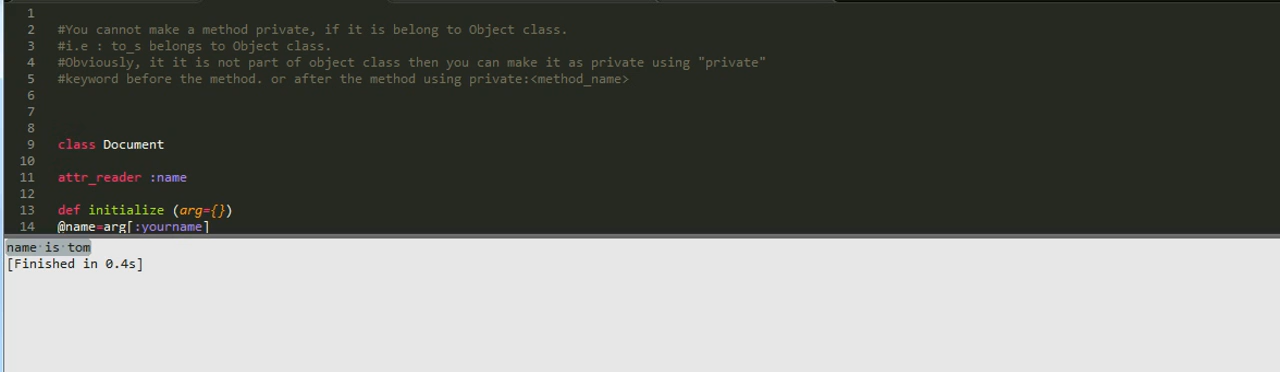 1
2 #You cannot make a method private, if it is belong to Object class.
3 #i.e : to_s belongs to Object class.
4 #Obviously, it it is not part of object class then you can make it as private using "private"
5 #keyword before the method. or after the method using private:<method_name>
6
7
8
9 class Document
10
11 attr_reader :name
12
13 def initialize (arg={})
14 @name=arg[:yourname]
name is tom
[Finished in 0.4s]